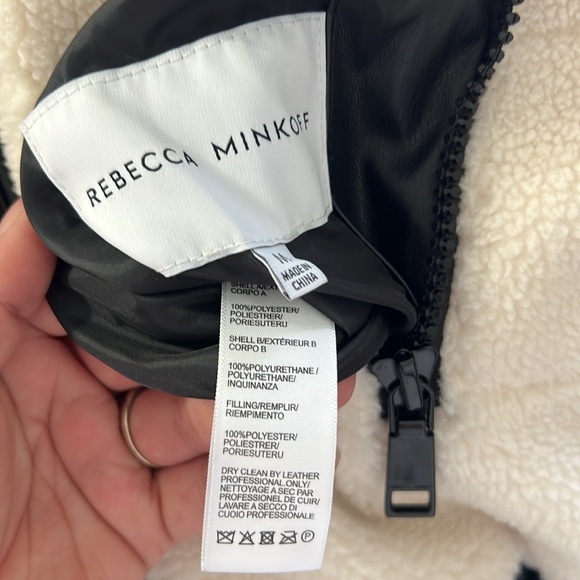 REBECCA MINKOFF
M
MADE IN
CHINA
CORPO A
100%POLYESTER/
POLIESTRER/
PORIESUTERU
SHELL B/EXTÉRIEUR B
CORPO B
100%POLYURETHANE /
POLYURETHANE/
INQUINANZA
FILLING/REMPLIR/
RIEMPIMENTO
100%POLYESTER/
POLIESTRER/
PORIESUTERU
DRY CLEAN BY LEATHER
PROFESSIONAL ONLY/
NETTOYAGE A SEC PAR
PROFESSIONEL DE CUIR/
LAVARE A SECCO DI
CUOIO PROFESSIONALE
P